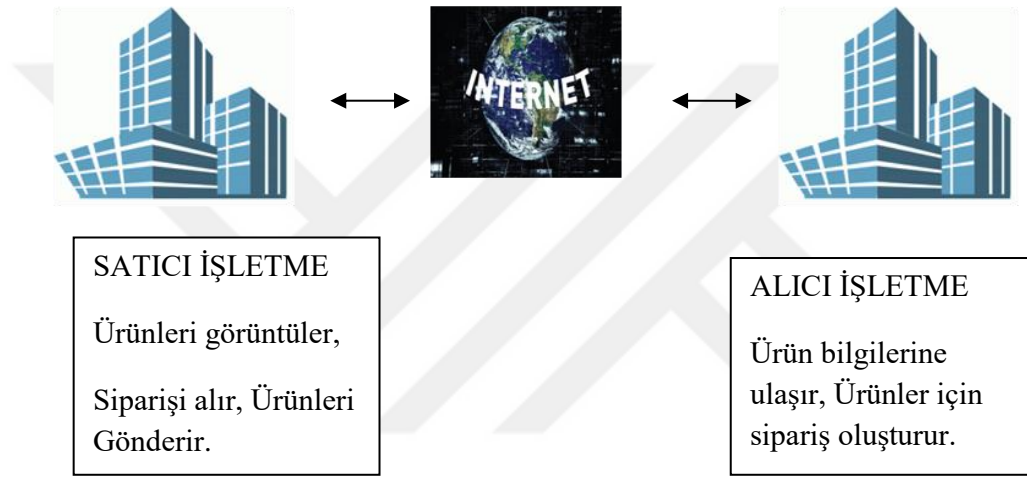 INTERNET
SATICI İŞLETME
Ürünleri görüntüler,
Siparişi alır, Ürünleri
Gönderir.
ALICI İŞLETME
Ürün bilgilerine
ulaşır, Ürünler için
sipariş oluşturur.